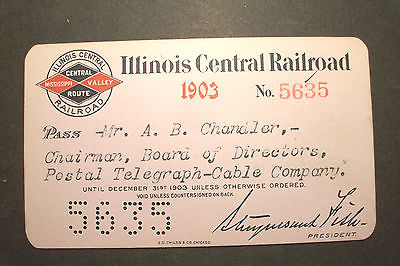 ILLINOIS CENTRAL
CENTRAL
MISSISSIPPI VALLEY
ROUTE
RAILROAD
Illinois Central Railroad
1903 No. 5635
Pass -Mr. A. B. Chandler,-
Chairman, Board of Directors,
Postal Telegraph-Cable Company.
UNTIL DECEMBER 31ST 1903 UNLESS OTHERWISE ORDERED.
VOID UNLESS COUNTERSIGNED ON BACK.
5635
Stuyvesant Fish
PRESIDENT.